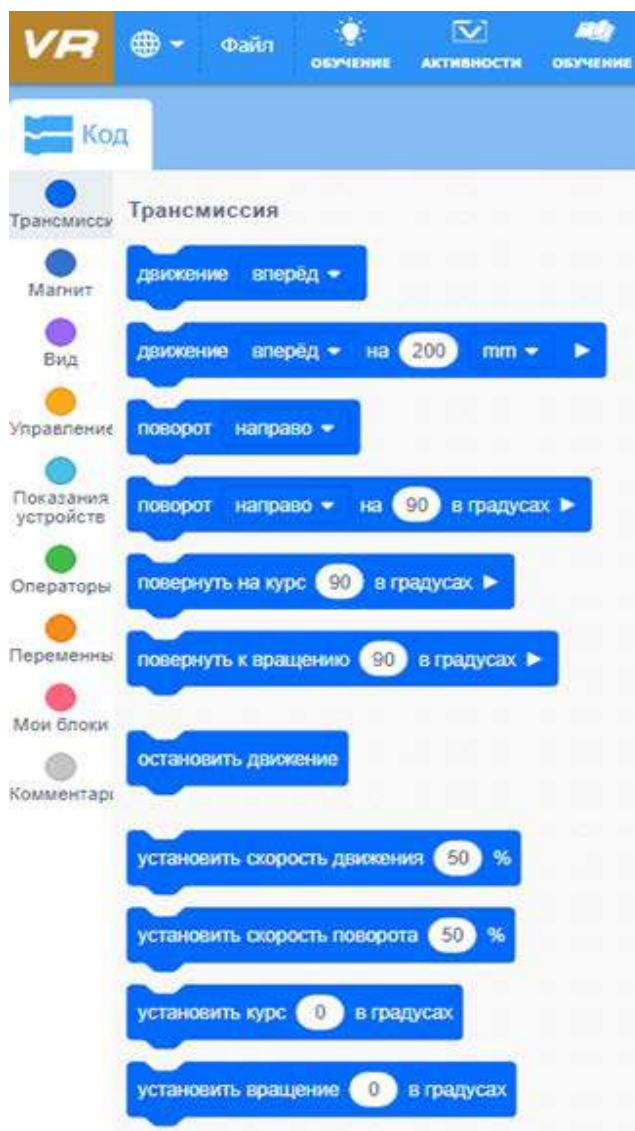 VR
Файл
ОБУЧЕНИЕ
АКТИВНОСТИ
ОБУЧЕНИЕ
Код
Трансмисси
Магнит
Вид
Управление
Показания
устройств
Операторы
Переменны
Мои блоки
Комментари
Трансмиссия
движение вперёд
движение вперёд на 200 mm
поворот направо
поворот направо на 90 в градусах
повернуть на курс 90 в градусах
повернуть к вращению 90 в градусах
остановить движение
установить скорость движения 50 %
установить скорость поворота 50 %
установить курс 0 в градусах
установить вращение 0 в градусах